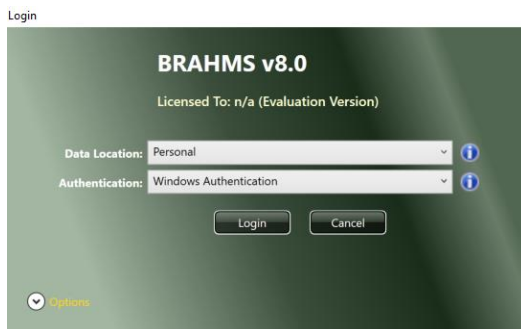 Login
BRAHMS v8.0
Licensed To: n/a (Evaluation Version)
Data Location: Personal
Authentication: Windows Authentication
Login Cancel
Options